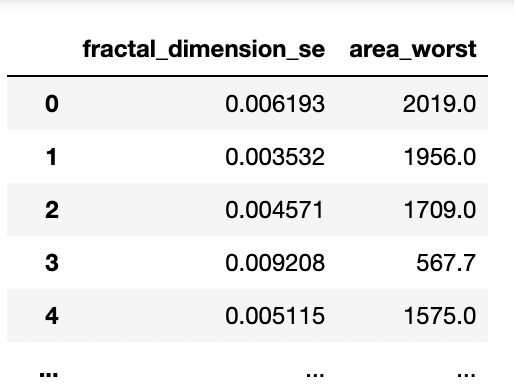 fractal_dimension_se area_worst
0 0.006193 2019.0
1 0.003532 1956.0
2 0.004571 1709.0
3 0.009208 567.7
4 0.005115 1575.0
... ... ...